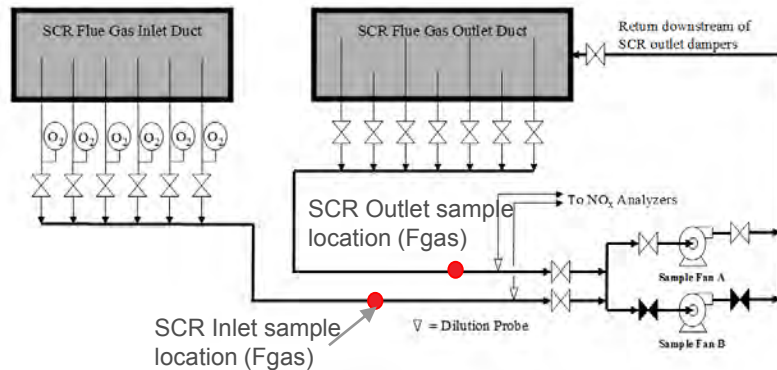 SCR Flue Gas Inlet Duct
SCR Flue Gas Outlet Duct
Return downstream of
SCR outlet dampers
O2 O2 O2 O2 O2 O2
SCR Outlet sample
location (Fgas)
To NOx Analyzers
Sample Fan A
SCR Inlet sample
location (Fgas)
∇ = Dilution Probe
Sample Fan B